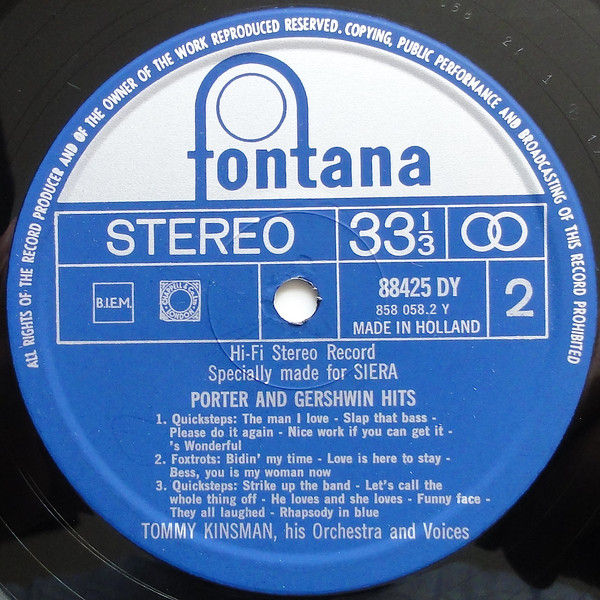 ALL RIGHTS OF THE RECORD PRODUCER AND OF THE OWNER OF THE WORK REPRODUCED RESERVED. COPYING, PUBLIC PERFORMANCE AND BROADCASTING OF THIS RECORD PROHIBITED
fontana
STEREO 33 1/3
B.I.E.M. CHAPPELL & Co. Ltd. LONDON 88425 DY 2
858 058.2 Y
MADE IN HOLLAND
Hi-Fi Stereo Record
Specially made for SIERA
PORTER AND GERSHWIN HITS
1. Quicksteps: The man I love - Slap that bass -
Please do it again - Nice work if you can get it -
's Wonderful
2. Foxtrots: Bidin' my time - Love is here to stay -
Bess, you is my woman now
3. Quicksteps: Strike up the band - Let's call the
whole thing off - He loves and she loves - Funny face -
They all laughed - Rhapsody in blue
TOMMY KINSMAN, his Orchestra and Voices